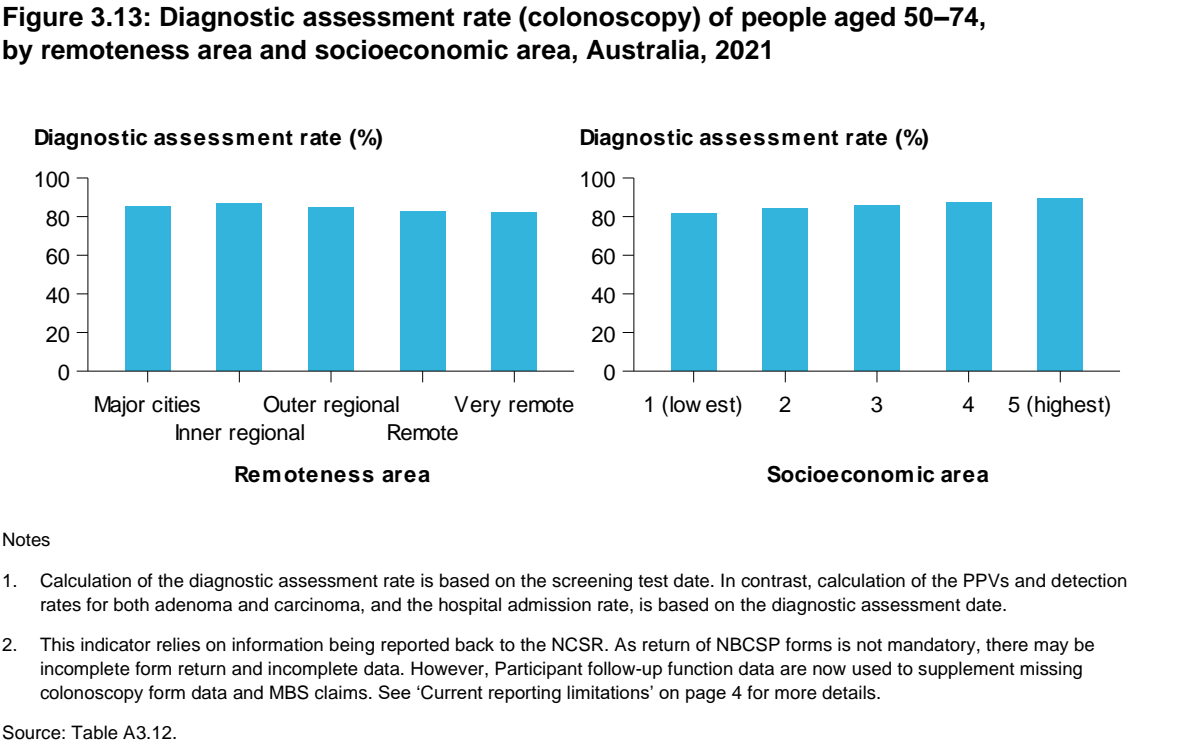 Figure 3.13: Diagnostic assessment rate (colonoscopy) of people aged 50–74,
by remoteness area and socioeconomic area, Australia, 2021
Diagnostic assessment rate (%)
100
80
60
40
20
0
Major cities
Inner regional
Outer regional
Remote
Very remote
Remoteness area
Diagnostic assessment rate (%)
100
80
60
40
20
0
1 (lowest)
2
3
4
5 (highest)
Socioeconomic area
Notes
1. Calculation of the diagnostic assessment rate is based on the screening test date. In contrast, calculation of the PPVs and detection
rates for both adenoma and carcinoma, and the hospital admission rate, is based on the diagnostic assessment date.
2. This indicator relies on information being reported back to the NCSR. As return of NBCSP forms is not mandatory, there may be
incomplete form return and incomplete data. However, Participant follow-up function data are now used to supplement missing
colonoscopy form data and MBS claims. See ‘Current reporting limitations’ on page 4 for more details.
Source: Table A3.12.